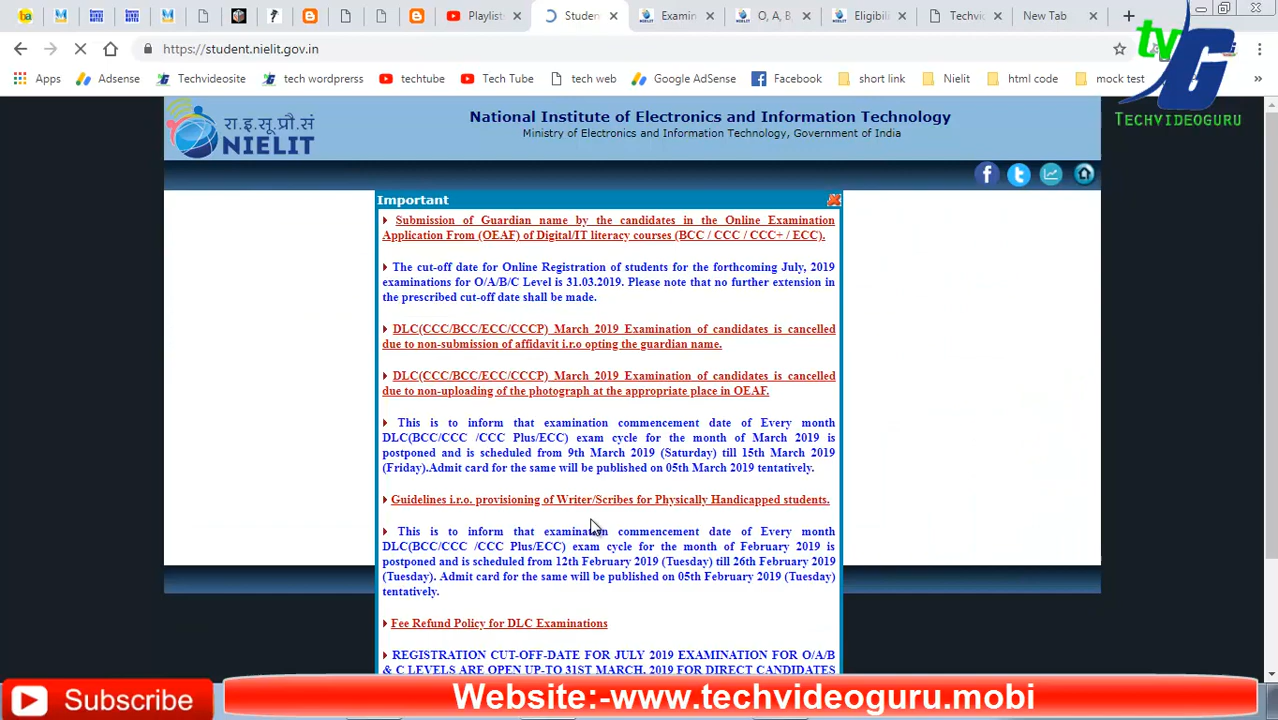 Playlist
Studen
Examin
O, A,
Eligibili
Techvid
New Tab
https://student.nielit.gov.in
Apps
Adsense
Techvideosite
tech wordprerss
techtube
Tech Tube
tech web
Google AdSense
Facebook
short link
Nielit
html code
mock test
TECHVIDEOGURU
रा.इ.सू.प्रौ.सं
NIELIT
National Institute of Electronics and Information Technology
Ministry of Electronics and Information Technology, Government of India
Important
Submission of Guardian name by the candidates in the Online Examination
Application From (OEAF) of Digital/IT literacy courses (BCC / CCC / CCC+ / ECC).
The cut-off date for Online Registration of students for the forthcoming July, 2019
examinations for O/A/B/C Level is 31.03.2019. Please note that no further extension in
the prescribed cut-off date shall be made.
DLC(CCC/BCC/ECC/CCCP) March 2019 Examination of candidates is cancelled
due to non-submission of affidavit i.r.o opting the guardian name.
DLC(CCC/BCC/ECC/CCCP) March 2019 Examination of candidates is cancelled
due to non-uploading of the photograph at the appropriate place in OEAF.
This is to inform that examination commencement date of Every month
DLC(BCC/CCC /CCC Plus/ECC) exam cycle for the month of March 2019 is
postponed and is scheduled from 9th March 2019 (Saturday) till 15th March 2019
(Friday).Admit card for the same will be published on 05th March 2019 tentatively.
Guidelines i.r.o. provisioning of Writer/Scribes for Physically Handicapped students.
This is to inform that examination commencement date of Every month
DLC(BCC/CCC /CCC Plus/ECC) exam cycle for the month of February 2019 is
postponed and is scheduled from 12th February 2019 (Tuesday) till 26th February 2019
(Tuesday). Admit card for the same will be published on 05th February 2019 (Tuesday)
tentatively.
Fee Refund Policy for DLC Examinations
REGISTRATION CUT-OFF-DATE FOR JULY 2019 EXAMINATION FOR O/A/B
& C LEVELS ARE OPEN UP-TO 31ST MARCH, 2019 FOR DIRECT CANDIDATES
Subscribe
Website:-www.techvideoguru.mobi